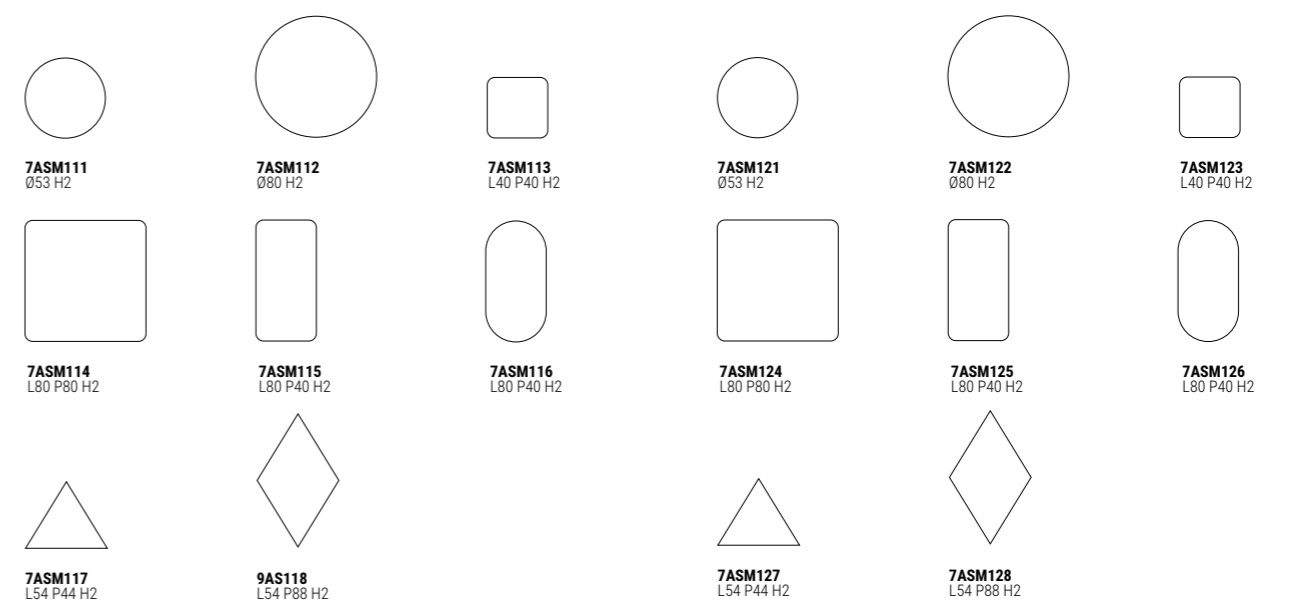 7ASM111
Ø53 H2
7ASM112
Ø80 H2
7ASM113
L40 P40 H2
7ASM121
Ø53 H2
7ASM122
Ø80 H2
7ASM123
L40 P40 H2
7ASM114
L80 P80 H2
7ASM115
L80 P40 H2
7ASM116
L80 P40 H2
7ASM124
L80 P80 H2
7ASM125
L80 P40 H2
7ASM126
L80 P40 H2
7ASM117
L54 P44 H2
9AS118
L54 P88 H2
7ASM127
L54 P44 H2
7ASM128
L54 P88 H2